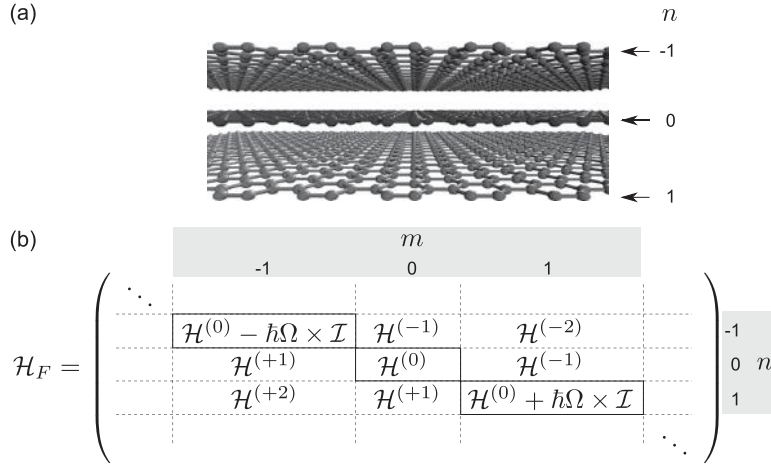 (a) n
-1
0
1
(b) m
-1 0 1
⋱
ℋ^{(0)} − ℏΩ × ℐ ℋ^{(-1)} ℋ^{(-2)} -1
ℋ_F = ℋ^{(+1)} ℋ^{(0)} ℋ^{(-1)} 0 n
ℋ^{(+2)} ℋ^{(+1)} ℋ^{(0)} + ℏΩ × ℐ 1
⋱